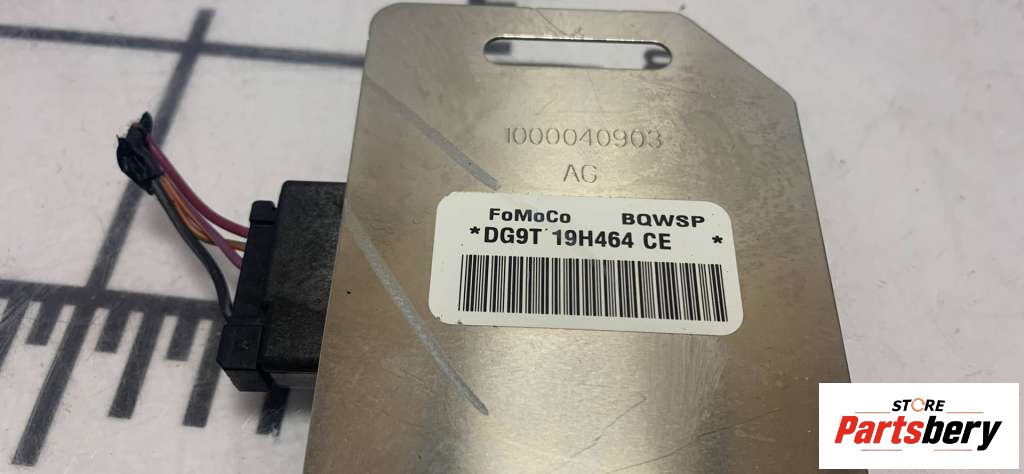 1000040903
AG
FoMoCo BQWSP
*DG9T 19H464 CE *
STORE
Partsbery